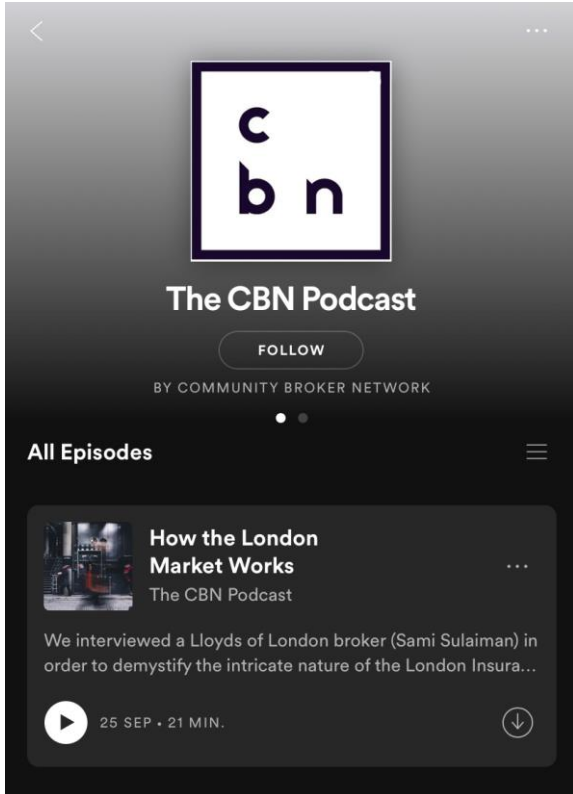 c
b n
The CBN Podcast
FOLLOW
BY COMMUNITY BROKER NETWORK
All Episodes
How the London
Market Works
The CBN Podcast
We interviewed a Lloyds of London broker (Sami Sulaiman) in
order to demystify the intricate nature of the London Insura...
25 SEP • 21 MIN.